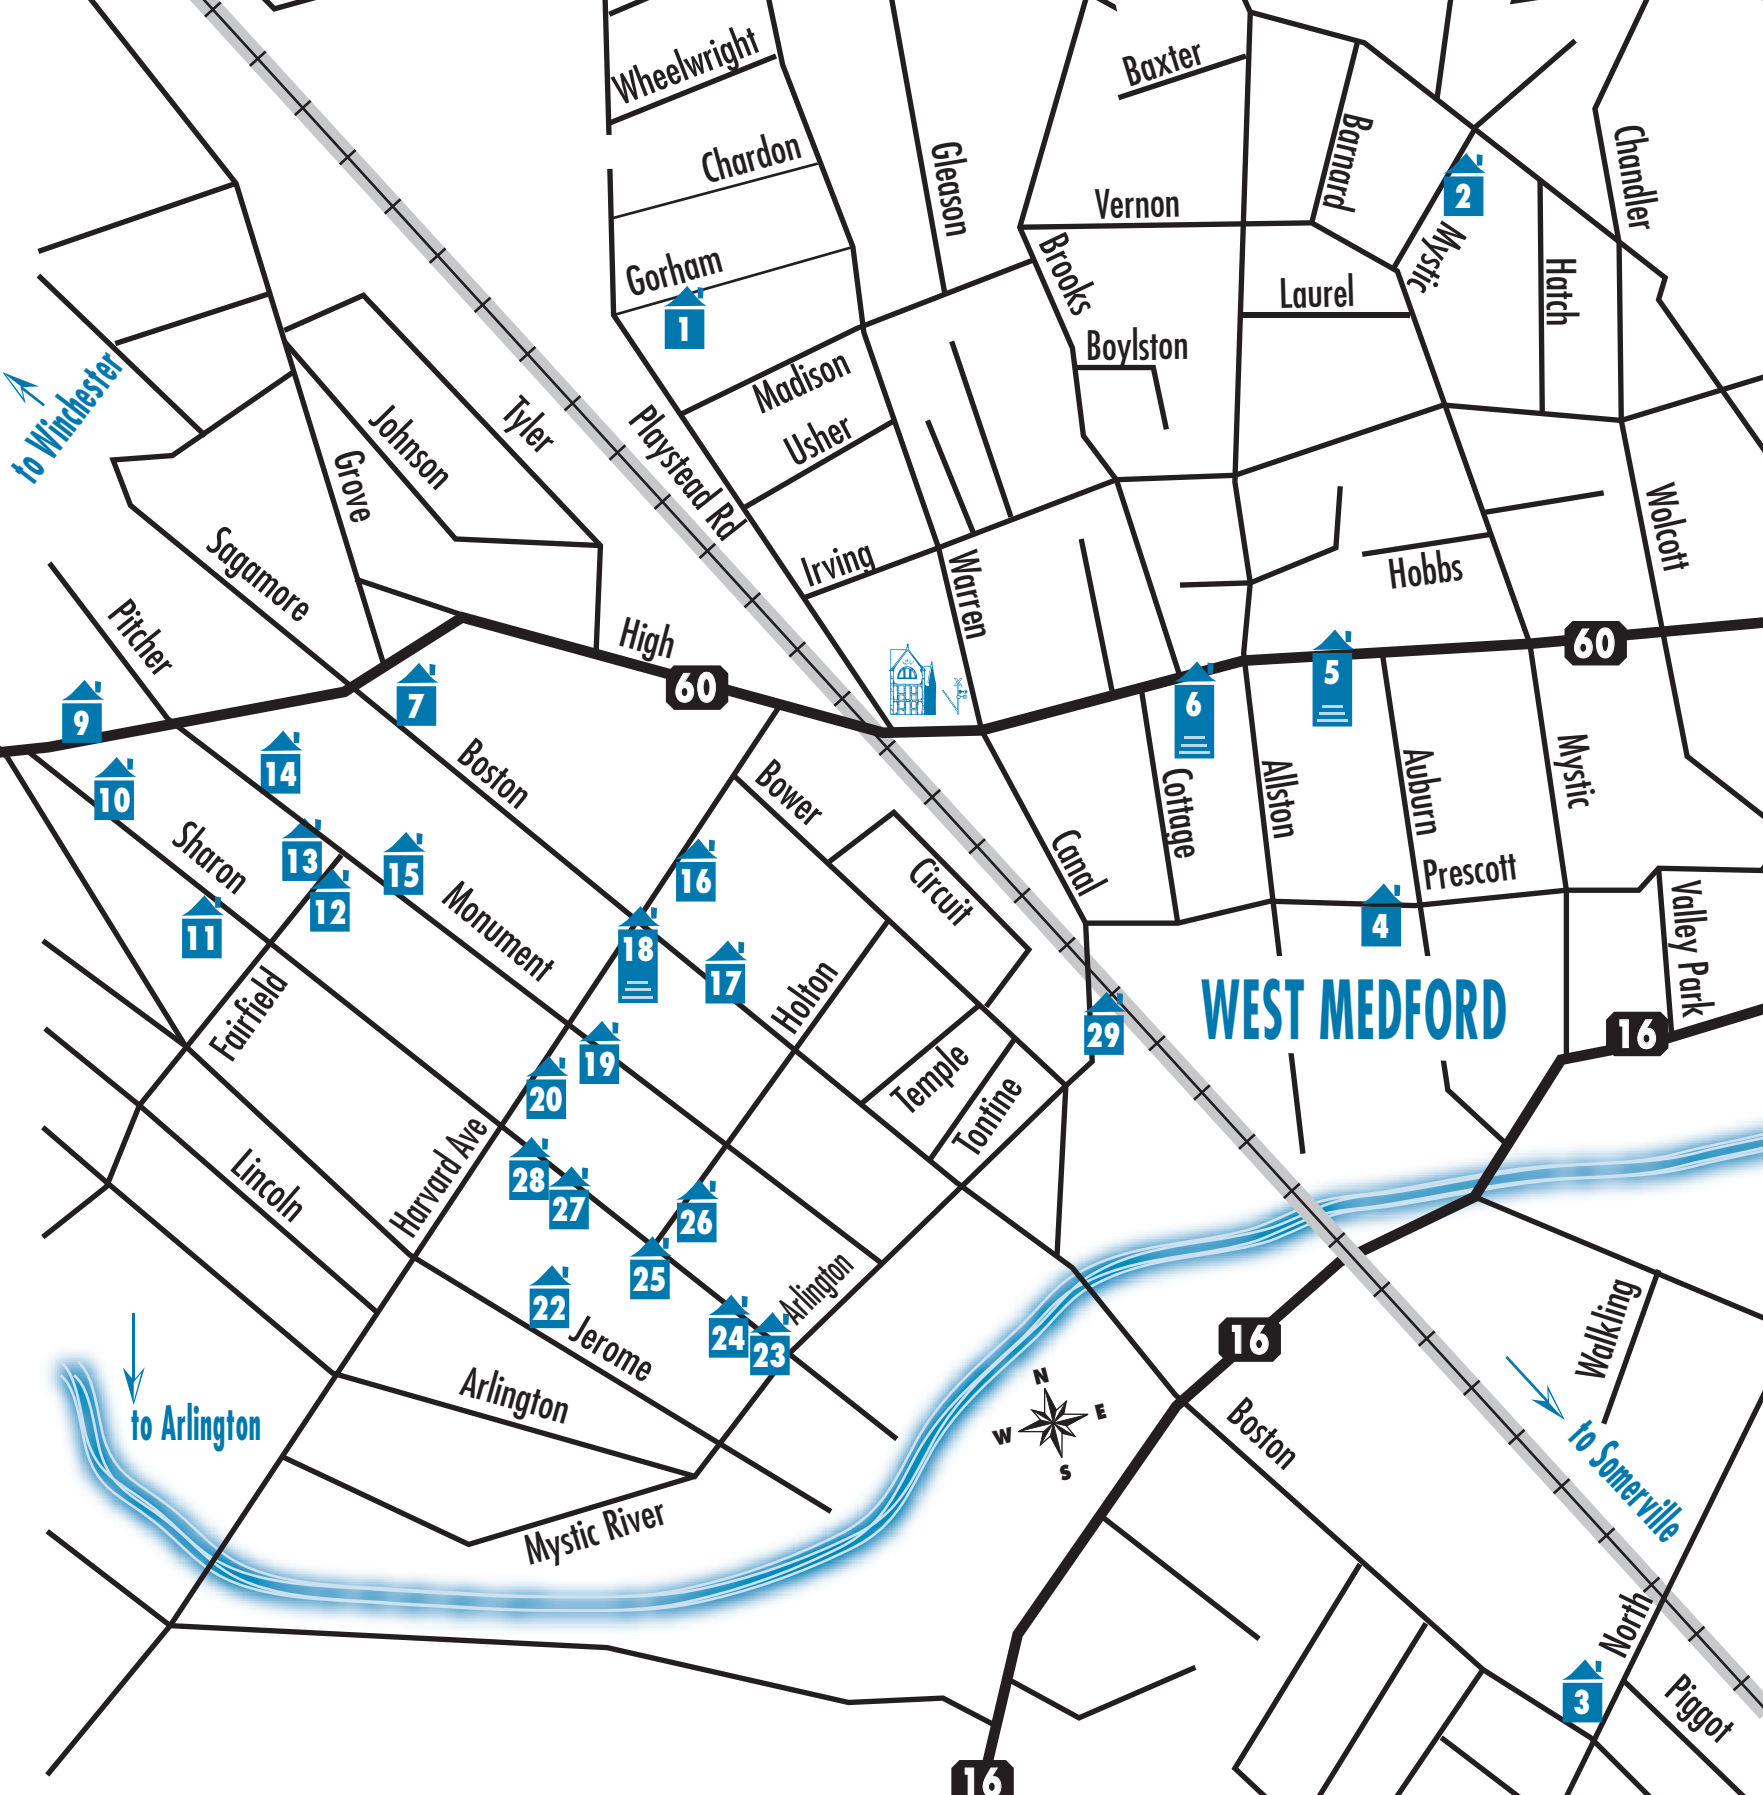 Wheelwright
Baxter
Chardon
Gleason
Barnard
Chandler
2
Vernon
Mystic
Gorham
Brooks
Laurel
Hatch
1
Boylston
to Winchester
Madison
Johnson
Tyler
Usher
Playstead Rd
Grove
Wolcott
Sagamore
Irving
Warren
Hobbs
Pitcher
High
60
60
5
9
7
6
14
10
Boston
Bower
Cottage
Allston
Auburn
Mystic
13
Sharon
15
16
Circuit
Canal
Prescott
12
11
Monument
4
Valley Park
18
17
Holton
WEST MEDFORD
Fairfield
29
16
19
20
Temple
Tontine
Harvard Ave
Lincoln
28
27
26
25
22
Arlington
24
23
Jerome
16
Walkling
N
E
W
S
Arlington
to Arlington
Boston
to Somerville
Mystic River
North
3
Piggot
16